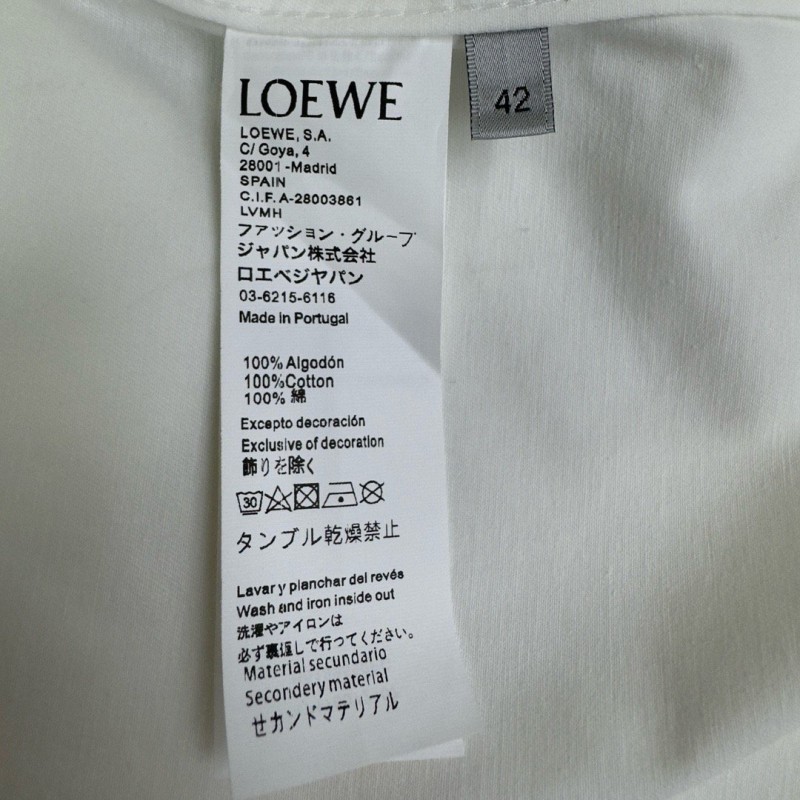 LOEWE
42
LOEWE, S.A.
C/ Goya, 4
28001 -Madrid
SPAIN
C.I.F. A-28003861
LVMH
ファッション・グループ
ジャパン株式会社
ロエベジヤパン
03-6215-6116
Made in Portugal
100% Algodón
100%Cotton
100% 綿
Excepto decoración
Exclusive of decoration
飾りを除く
30
タンブル乾燥禁止
Lavar y planchar del revés
Wash and iron inside out
洗濯やアイロンは
必ず裏返しで行ってください。
Material secundario
Secondery material
せカンドマテリアル